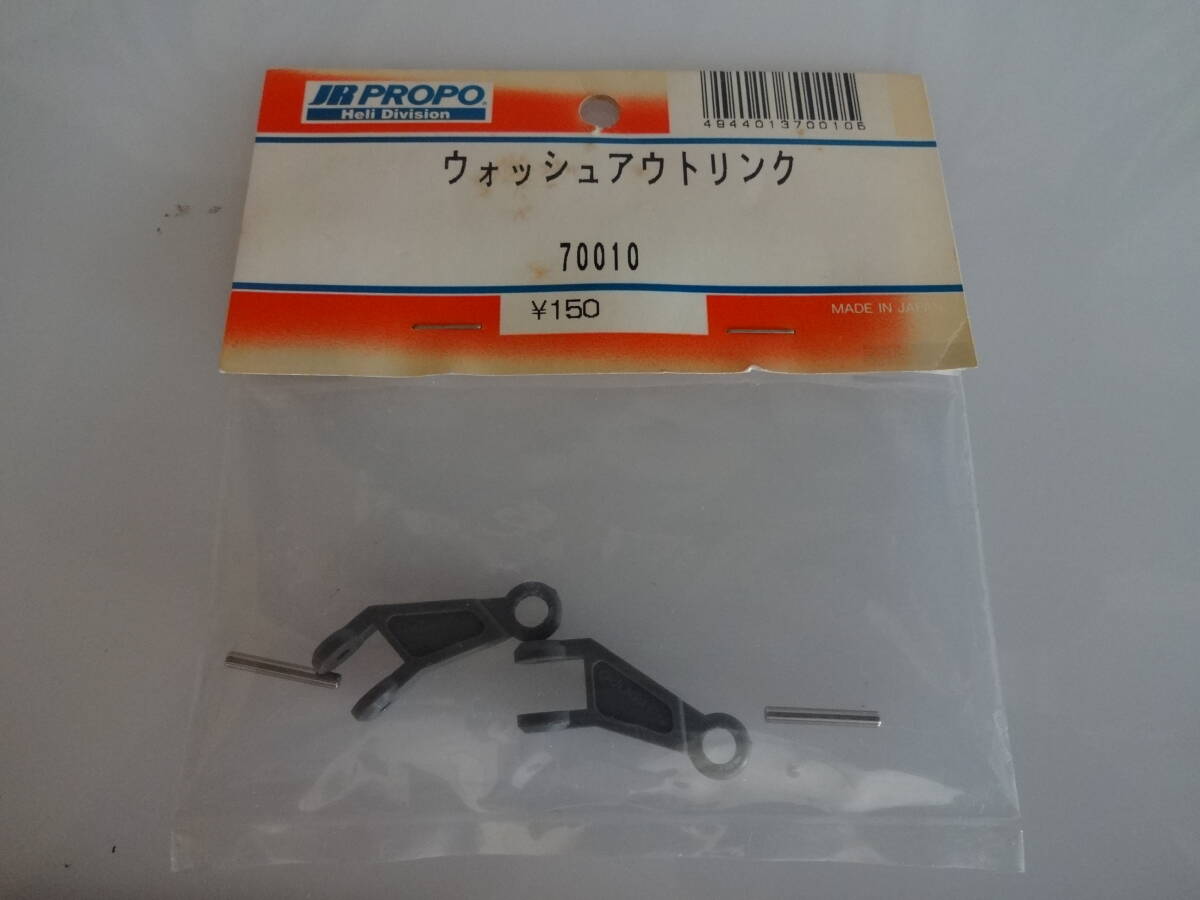 JR PROPO
Heli Division
4944013700106
ウォッシュアウトリンク
70010
¥150
MADE IN JAPAN